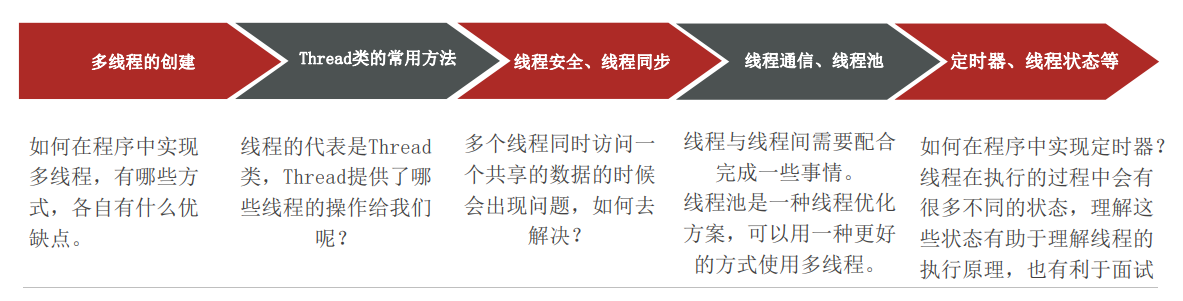 多线程的创建
Thread类的常用方法
线程安全、线程同步
线程通信、线程池
定时器、线程状态等
如何在程序中实现
多线程，有哪些方
式，各自有什么优
缺点。
线程的代表是Thread
类，Thread提供了哪
些线程的操作给我们
呢？
多个线程同时访问一
个共享的数据的时候
会出现问题，如何去
解决？
线程与线程间需要配合
完成一些事情。
线程池是一种线程优化
方案，可以用一种更好
的方式使用多线程。
如何在程序中实现定时器？
线程在执行的过程中会有
很多不同的状态，理解这
些状态有助于理解线程的
执行原理，也有利于面试